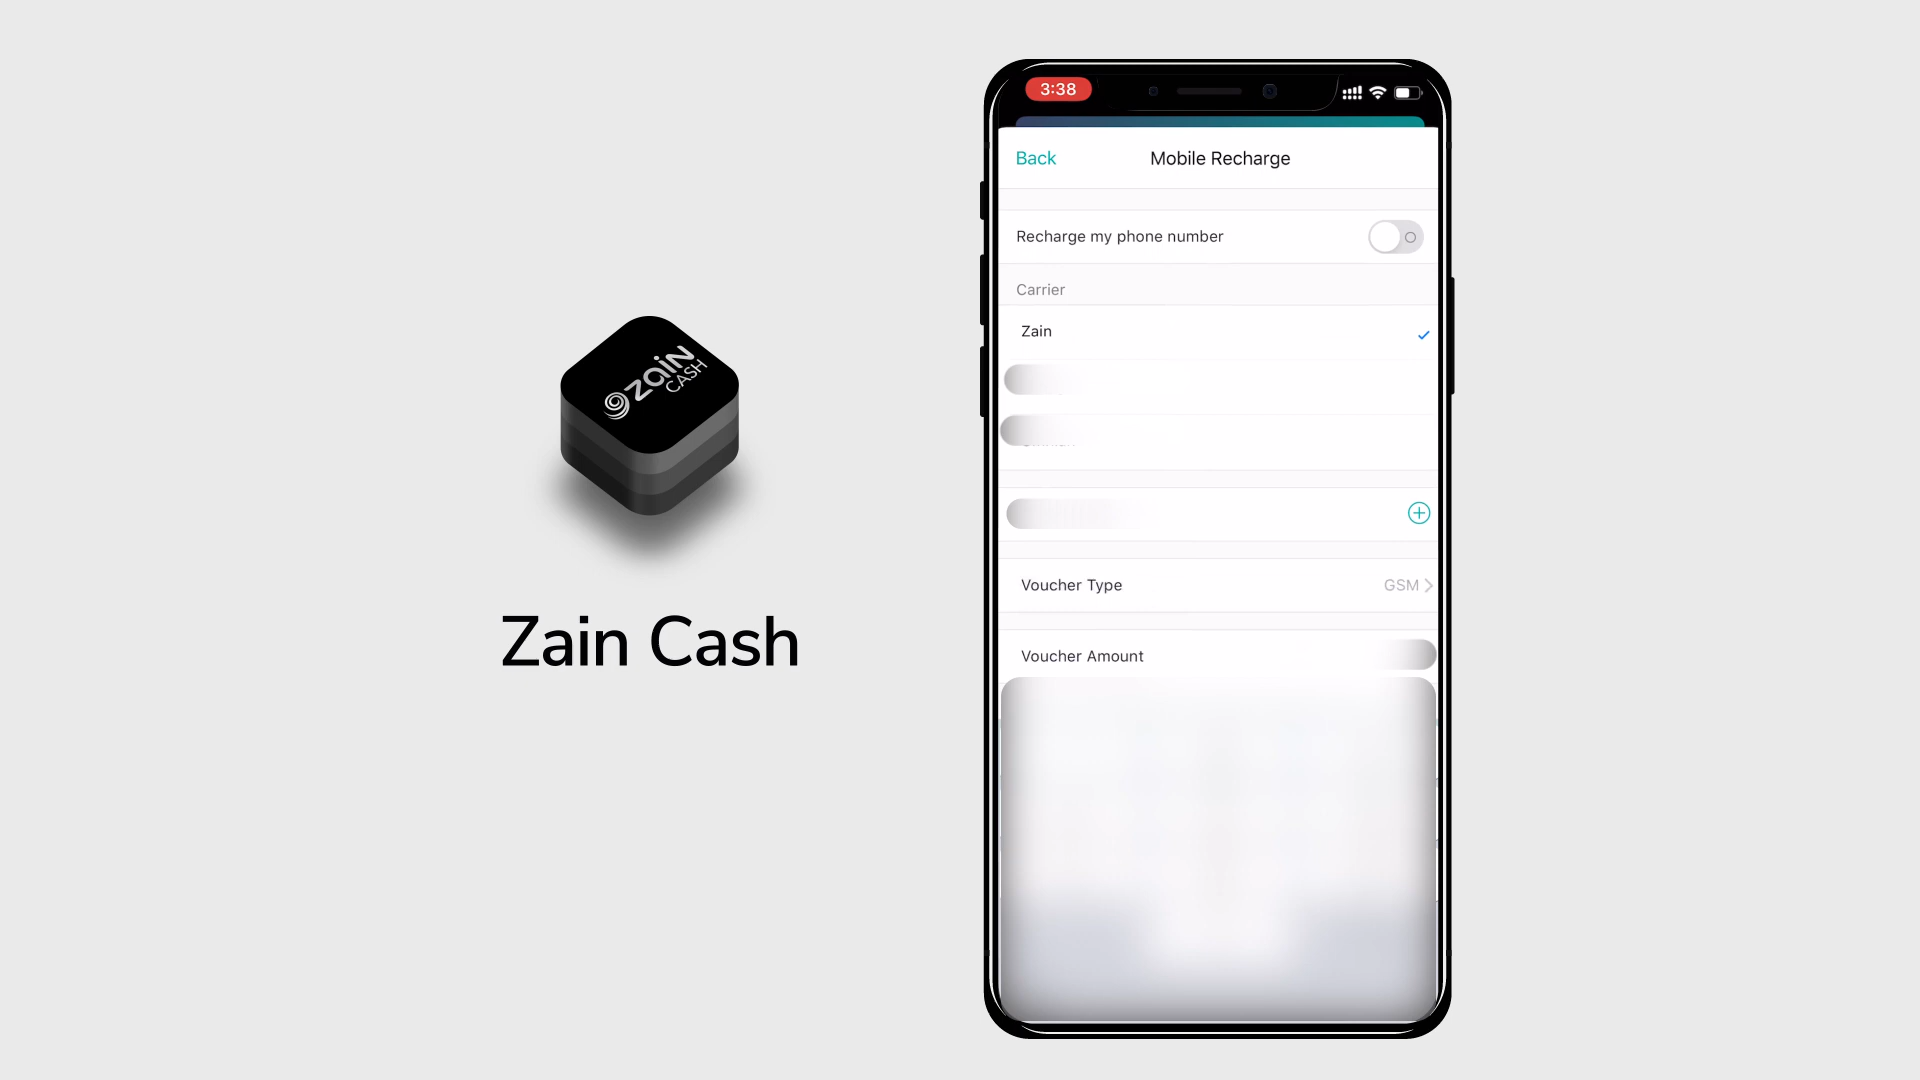 zain
CASH
Zain Cash
3:38
Back
Mobile Recharge
Recharge my phone number
Carrier
Zain
Voucher Type
GSM
Voucher Amount